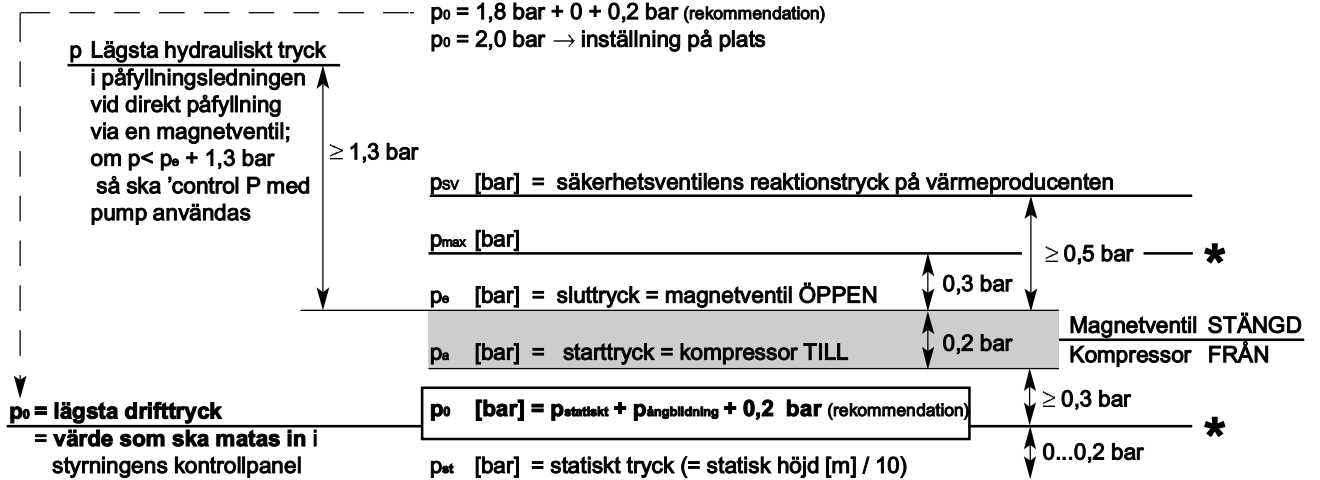 p₀ = 1,8 bar + 0 + 0,2 bar (rekommendation)
p₀ = 2,0 bar → inställning på plats
p Lägsta hydrauliskt tryck
i påfyllningsledningen
vid direkt påfyllning
via en magnetventil;
om p< pₑ + 1,3 bar
så ska 'control P med
pump användas
≥ 1,3 bar
pSV [bar] = säkerhetsventilens reaktionstryck på värmeproducenten
pmax [bar]
≥ 0,5 bar *
0,3 bar
pₑ [bar] = sluttryck = magnetventil ÖPPEN
Magnetventil STÄNGD
0,2 bar
pₐ [bar] = starttryck = kompressor TILL
Kompressor FRÅN
≥ 0,3 bar
p₀ = lägsta drifttryck
p₀ [bar] = pstatiskt + pångbildning + 0,2 bar (rekommendation)
*
= värde som ska matas in i
styrningens kontrollpanel
0...0,2 bar
pst [bar] = statiskt tryck (= statisk höjd [m] / 10)